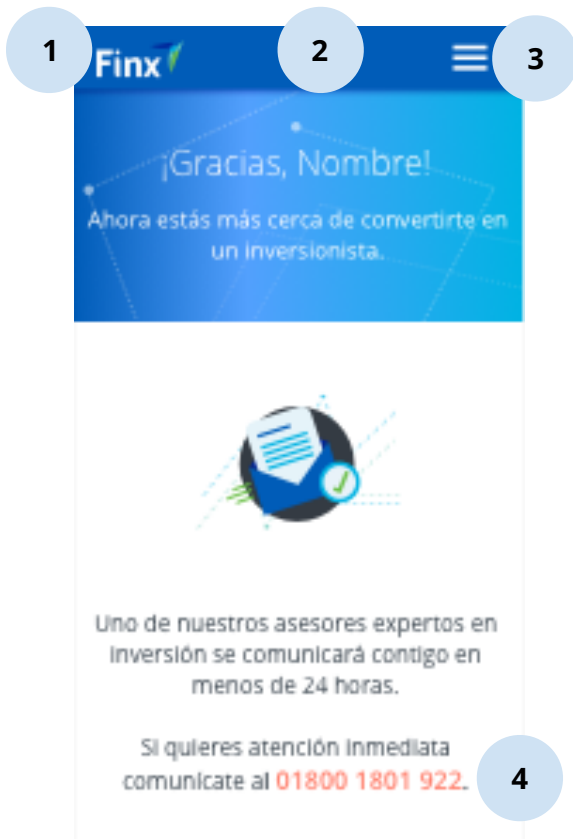 1
2
3
Finx
¡Gracias, Nombre!
Ahora estás más cerca de convertirte en
un inversionista.
Uno de nuestros asesores expertos en
inversión se comunicará contigo en
menos de 24 horas.
Si quieres atención inmediata
comunicate al 01800 1801 922.
4